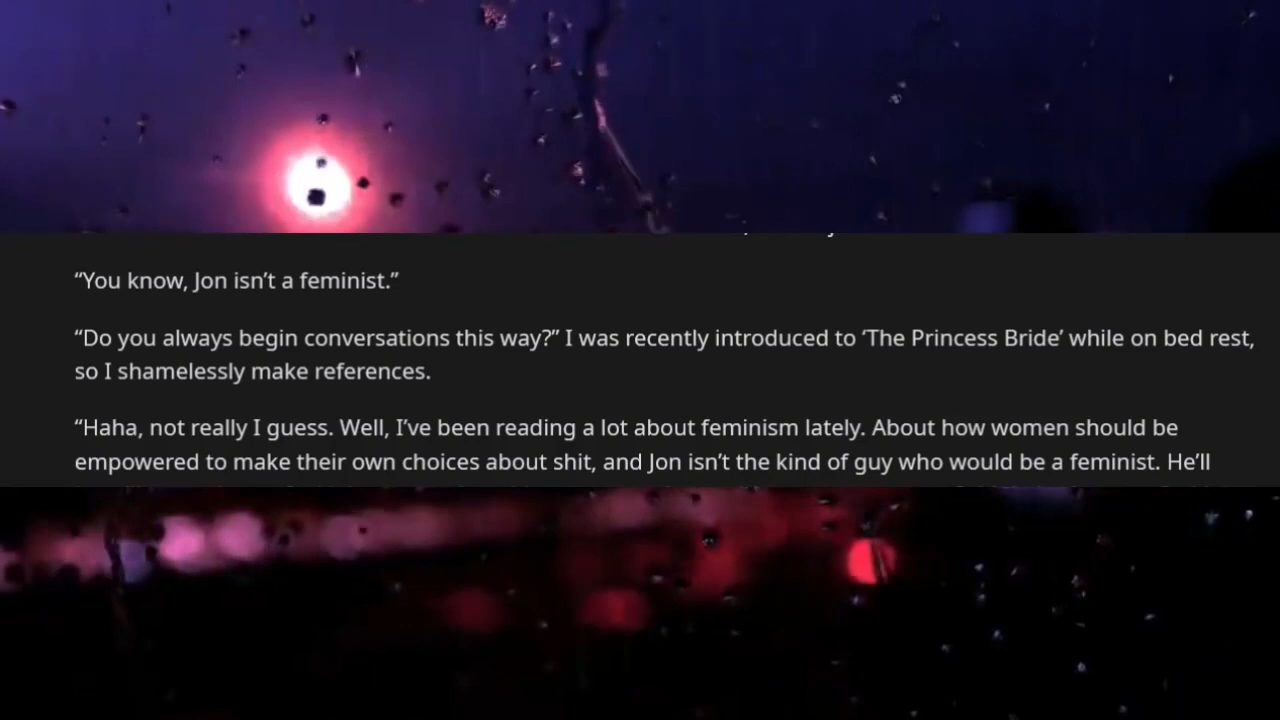 “You know, Jon isn’t a feminist.”
“Do you always begin conversations this way?” I was recently introduced to ‘The Princess Bride’ while on bed rest,
so I shamelessly make references.
“Haha, not really I guess. Well, I’ve been reading a lot about feminism lately. About how women should be
empowered to make their own choices about shit, and Jon isn’t the kind of guy who would be a feminist. He’ll